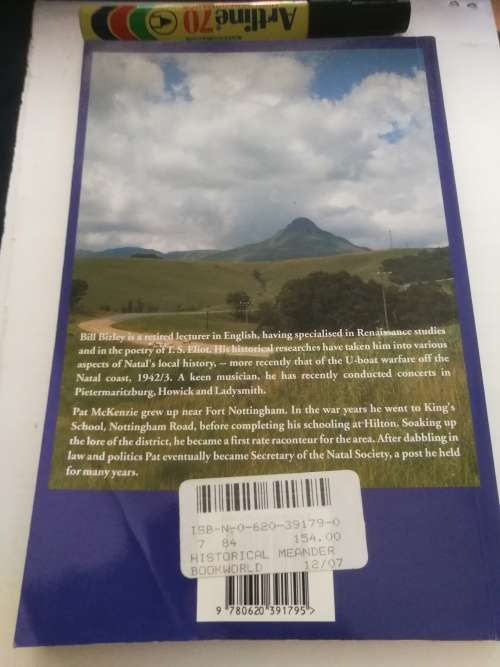 Artline 70
Bill Bizley is a retired lecturer in English, having specialised in Renaissance studies
and in the poetry of T. S. Eliot. His historical researches have taken him into various
aspects of Natal's local history, -- more recently that of the U-boat warfare off the
Natal coast, 1942/3. A keen musician, he has recently conducted concerts in
Pietermaritzburg, Howick and Ladysmith.
Pat McKenzie grew up near Fort Nottingham. In the war years he went to King's
School, Nottingham Road, before completing his schooling at Hilton. Soaking up
the lore of the district, he became a first rate raconteur for the area. After dabbling in
law and politics Pat eventually became Secretary of the Natal Society, a post he held
for many years.
ISB-N-0-620-39179-0
7 84 154.00
HISTORICAL MEANDER
BOOKWORLD 12/07
9 780620 391795 >